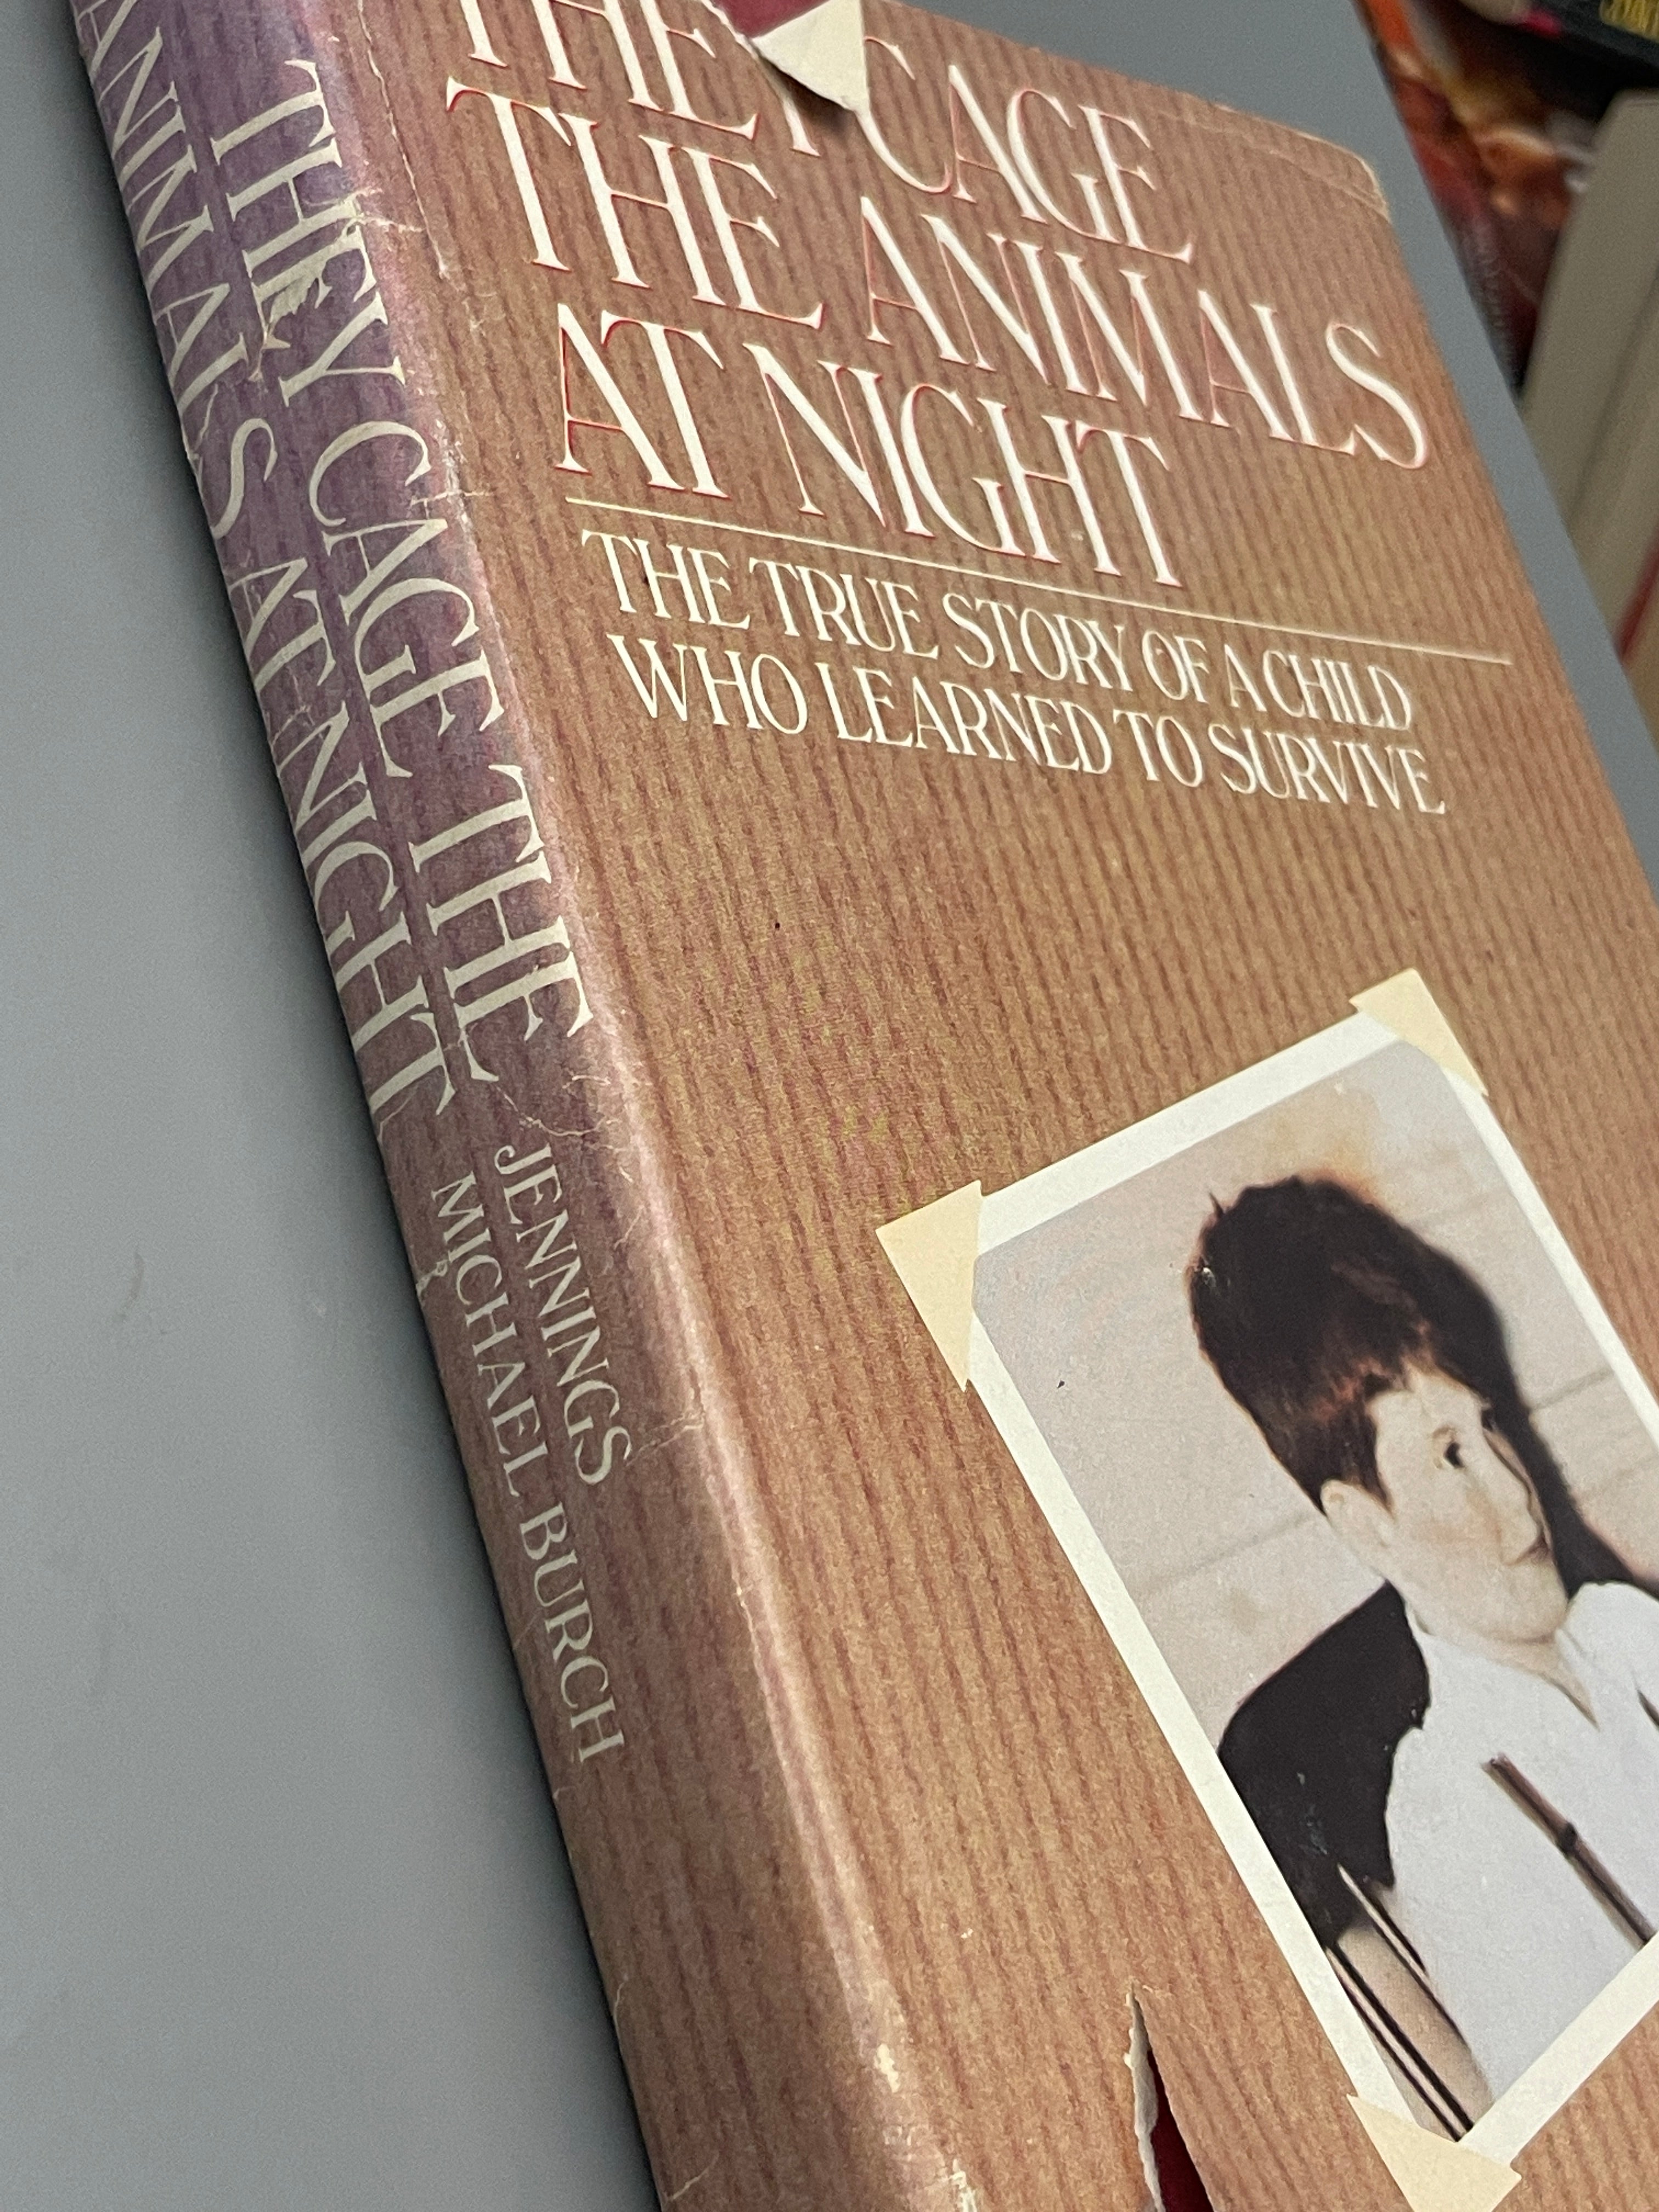 THEY CAGE
THE ANIMALS
AT NIGHT
THE TRUE STORY OF A CHILD
WHO LEARNED TO SURVIVE
THEY CAGE THE
ANIMALS AT NIGHT
JENNINGS
MICHAEL BURCH